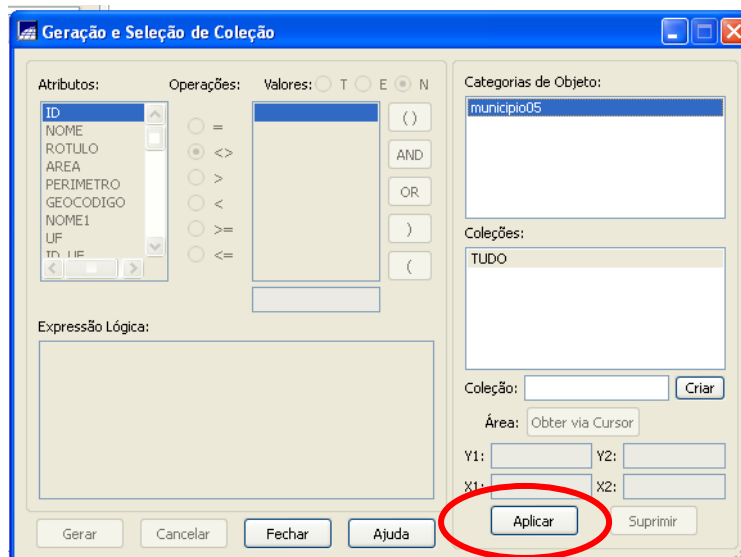 Geração e Seleção de Coleção
Atributos: Operações: Valores: T E N
ID
NOME
ROTULO
AREA
PERIMETRO
GEOCODIGO
NOME1
UF
ID_UF
=
<>
>
<
>=
<=
()
AND
OR
)
(
Expressão Lógica:
Gerar Cancelar Fechar Ajuda
Categorias de Objeto:
municipio05
Coleções:
TUDO
Coleção: Criar
Área: Obter via Cursor
Y1: Y2:
X1: X2:
Aplicar Suprimir